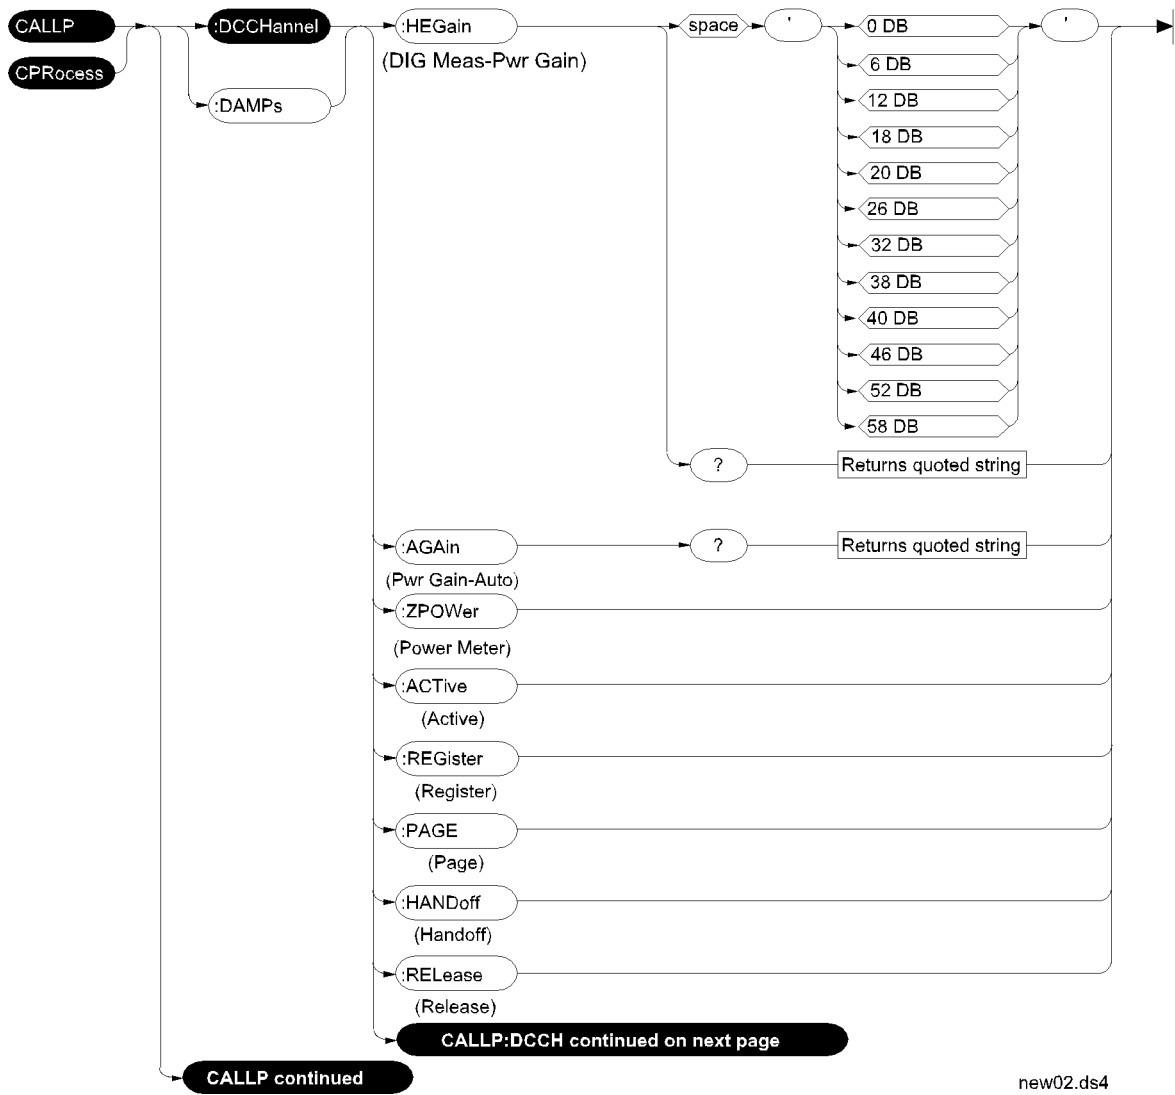 CALLP :DCCHannel :HEGain space ' 0 DB '
CPRocess (DIG Meas-Pwr Gain) 6 DB
:DAMPs 12 DB
18 DB
20 DB
26 DB
32 DB
38 DB
40 DB
46 DB
52 DB
58 DB
? Returns quoted string
:AGAin ? Returns quoted string
(Pwr Gain-Auto)
:ZPOWer
(Power Meter)
:ACTive
(Active)
:REGister
(Register)
:PAGE
(Page)
:HANDoff
(Handoff)
:RELease
(Release)
CALLP:DCCH continued on next page
CALLP continued
new02.ds4